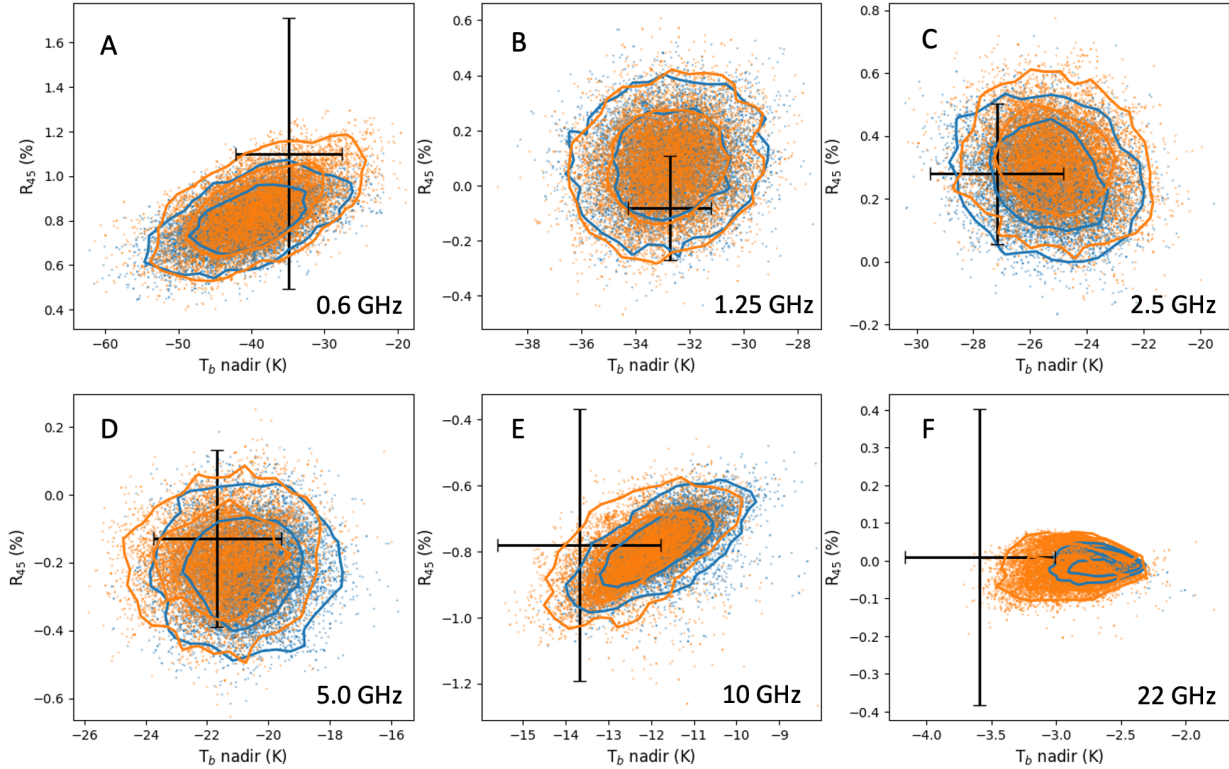 A
1.6
1.4
1.2
1.0
0.8
0.6
0.4
R₄₅ (%)
0.6 GHz
−60 −50 −40 −30 −20
T_b nadir (K)
B
0.6
0.4
0.2
0.0
−0.2
−0.4
R₄₅ (%)
1.25 GHz
−38 −36 −34 −32 −30 −28
T_b nadir (K)
C
0.8
0.6
0.4
0.2
0.0
−0.2
R₄₅ (%)
2.5 GHz
−30 −28 −26 −24 −22 −20
T_b nadir (K)
D
0.2
0.0
−0.2
−0.4
−0.6
R₄₅ (%)
5.0 GHz
−26 −24 −22 −20 −18 −16
T_b nadir (K)
E
−0.4
−0.6
−0.8
−1.0
−1.2
R₄₅ (%)
10 GHz
−15 −14 −13 −12 −11 −10 −9
T_b nadir (K)
F
0.4
0.3
0.2
0.1
0.0
−0.1
−0.2
−0.3
−0.4
R₄₅ (%)
22 GHz
−4.0 −3.5 −3.0 −2.5 −2.0
T_b nadir (K)